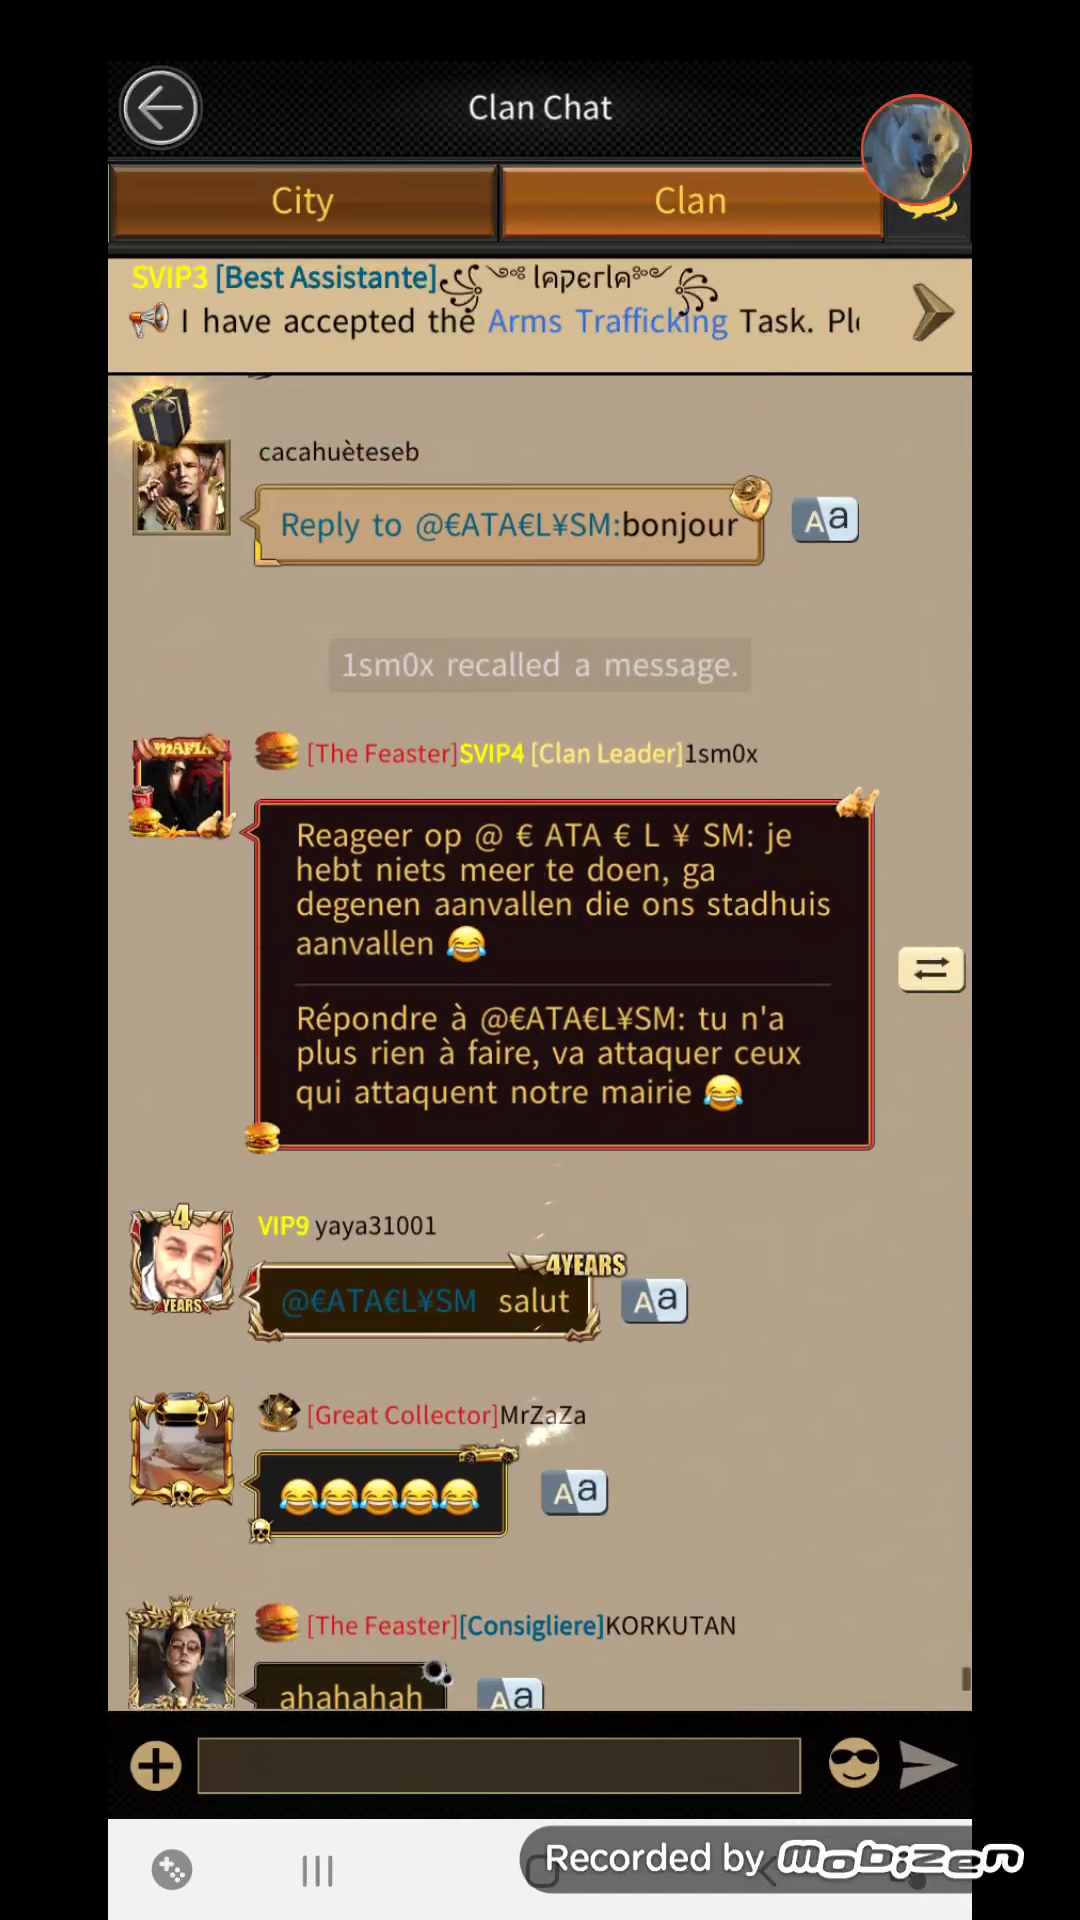 Clan Chat
City
Clan
SVIP3 [Best Assistante]
I have accepted the Arms Trafficking Task.
cacahuèteseb
Reply to @€ATA€L¥SM:bonjour
1sm0x recalled a message.
MAFIA
[The Feaster]SVIP4 [Clan Leader]1sm0x
Reageer op @ € ATA € L ¥ SM: je
hebt niets meer te doen, ga
degenen aanvallen die ons stadhuis
aanvallen 😂
Répondre à @€ATA€L¥SM: tu n'a
plus rien à faire, va attaquer ceux
qui attaquent notre mairie 😂
4
YEARS
VIP9 yaya31001
4YEARS
@€ATA€L¥SM salut
[Great Collector]MrZaZa
😂😂😂😂😂
[The Feaster][Consigliere]KORKUTAN
ahahahah
Recorded by Mobizen